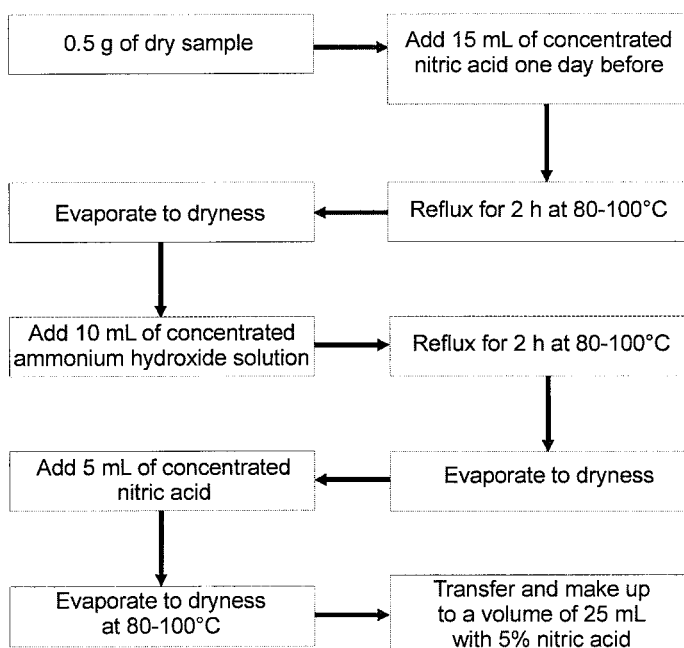 0.5 g of dry sample
Add 15 mL of concentrated
nitric acid one day before
Reflux for 2 h at 80-100°C
Evaporate to dryness
Add 10 mL of concentrated
ammonium hydroxide solution
Reflux for 2 h at 80-100°C
Evaporate to dryness
Add 5 mL of concentrated
nitric acid
Evaporate to dryness
at 80-100°C
Transfer and make up
to a volume of 25 mL
with 5% nitric acid